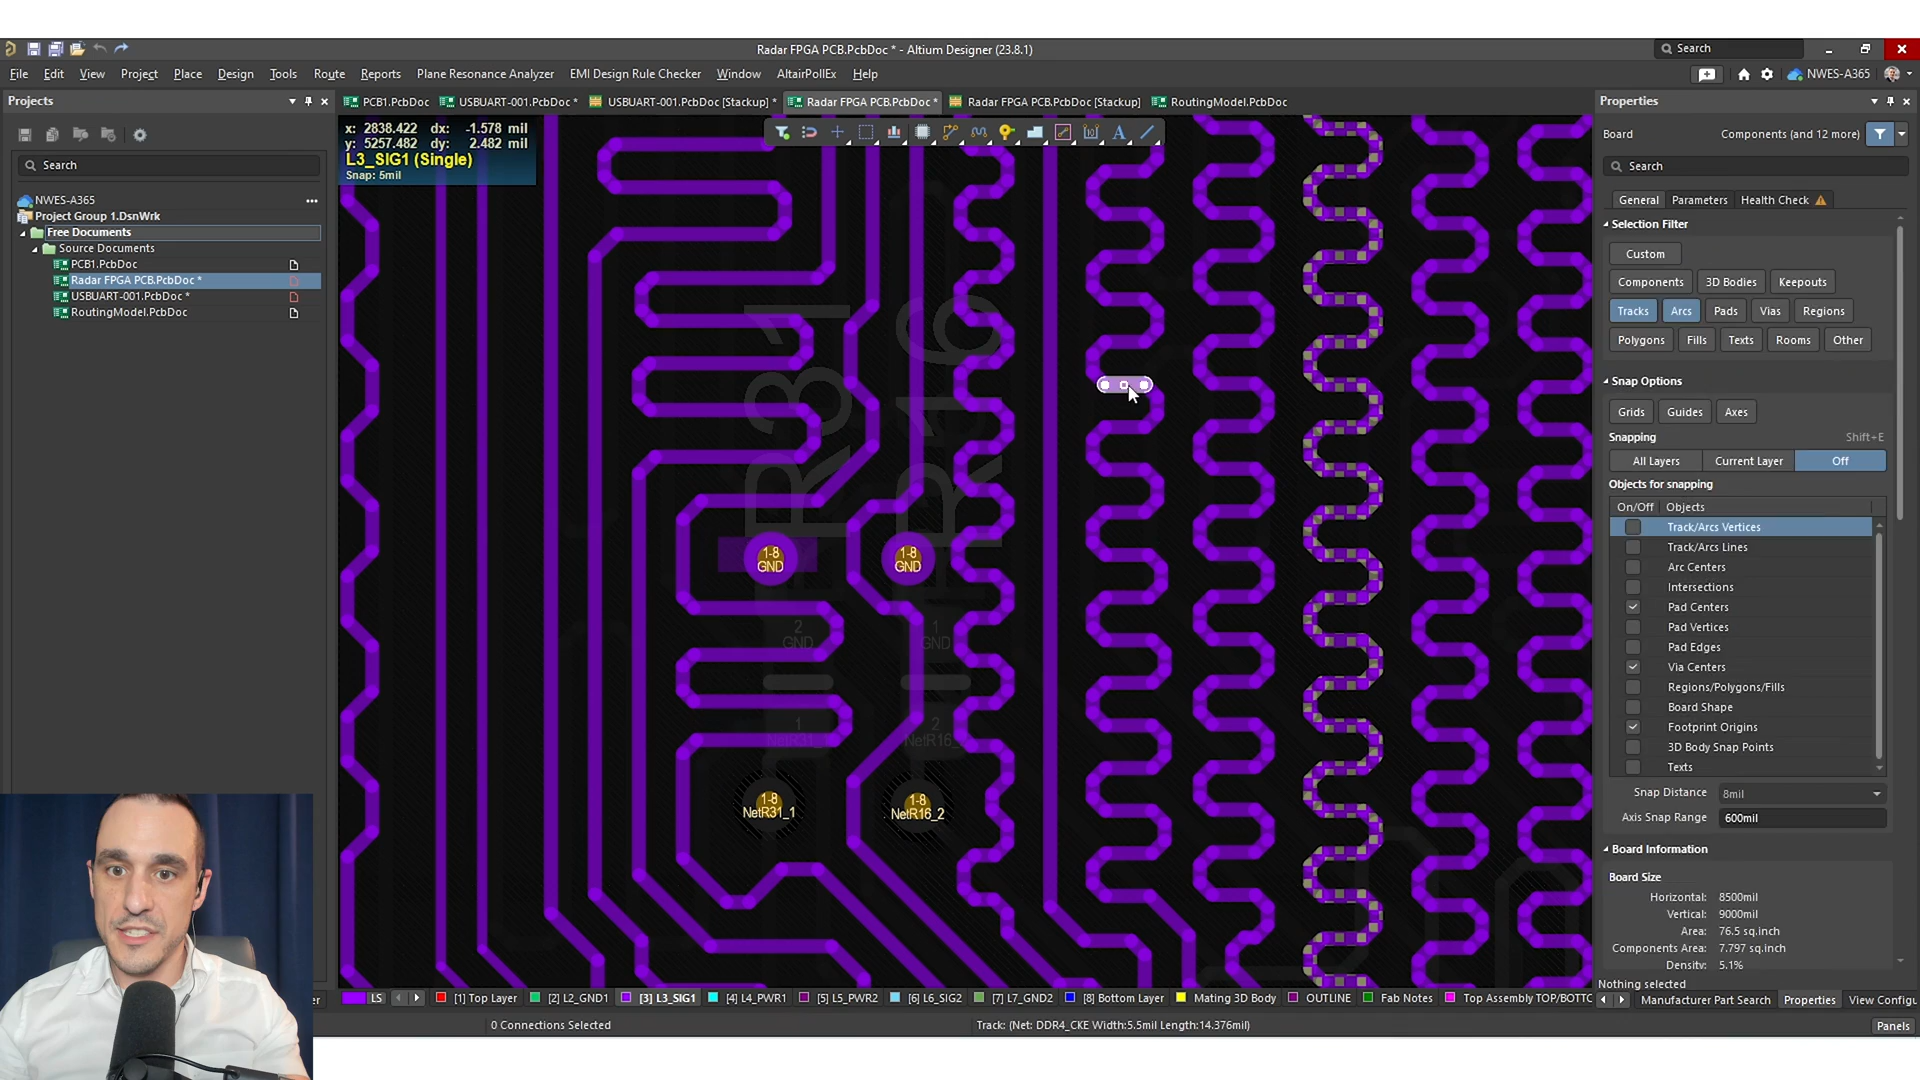 Radar FPGA PCB.PcbDoc * - Altium Designer (23.8.1)
Search
File Edit View Project Place Design Tools Route Reports Plane Resonance Analyzer EMI Design Rule Checker Window AltairPollEx Help
NWES-A365
Projects
PCB1.PcbDoc
USBUART-001.PcbDoc *
USBUART-001.PcbDoc [Stackup] *
Radar FPGA PCB.PcbDoc *
Radar FPGA PCB.PcbDoc [Stackup]
RoutingModel.PcbDoc
Properties
Search
NWES-A365
Project Group 1.DsnWrk
Free Documents
Source Documents
PCB1.PcbDoc
Radar FPGA PCB.PcbDoc *
USBUART-001.PcbDoc *
RoutingModel.PcbDoc
x: 2838.422 dx: -1.578 mil
y: 5257.482 dy: 2.482 mil
L3_SIG1 (Single)
Snap: 5mil
R31
R16
1-8
GND
1-8
GND
2
GND
1
GND
1
NetR31_1
2
NetR16_2
1-8
NetR31_1
1-8
NetR16_2
Board
Components (and 12 more)
Search
General Parameters Health Check
Selection Filter
Custom
Components 3D Bodies Keepouts
Tracks Arcs Pads Vias Regions
Polygons Fills Texts Rooms Other
Snap Options
Grids Guides Axes
Snapping Shift+E
All Layers Current Layer Off
Objects for snapping
On/Off Objects
Track/Arcs Vertices
Track/Arcs Lines
Arc Centers
Intersections
Pad Centers
Pad Vertices
Pad Edges
Via Centers
Regions/Polygons/Fills
Board Shape
Footprint Origins
3D Body Snap Points
Texts
Snap Distance 8mil
Axis Snap Range 600mil
Board Information
Board Size
Horizontal: 8500mil
Vertical: 9000mil
Area: 76.5 sq.inch
Components Area: 7.797 sq.inch
Density: 5.1%
Nothing selected
Manufacturer Part Search Properties View Configu
er
LS [1] Top Layer [2] L2_GND1 [3] L3_SIG1 [4] L4_PWR1 [5] L5_PWR2 [6] L6_SIG2 [7] L7_GND2 [8] Bottom Layer Mating 3D Body OUTLINE Fab Notes Top Assembly TOP/BOTTC
0 Connections Selected
Track: (Net: DDR4_CKE Width:5.5mil Length:14.376mil)
Panels